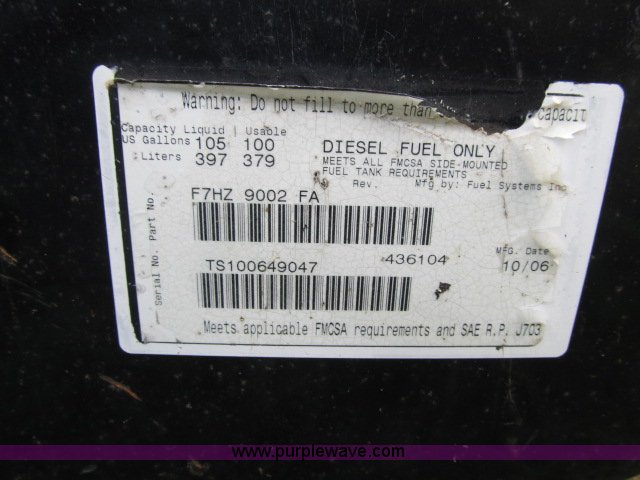 Warning: Do not fill to more than capacit
Capacity Liquid | Usable
US Gallons 105 100
Liters 397 379
DIESEL FUEL ONLY
MEETS ALL FMCSA SIDE-MOUNTED
FUEL TANK REQUIREMENTS
Rev. Mfg by: Fuel Systems Inc
Part No.
F7HZ 9002 FA
436104
MFG. Date
10/06
Serial No.
TS100649047
Meets applicable FMCSA requirements and SAE R.P. J703
www.purplewave.com